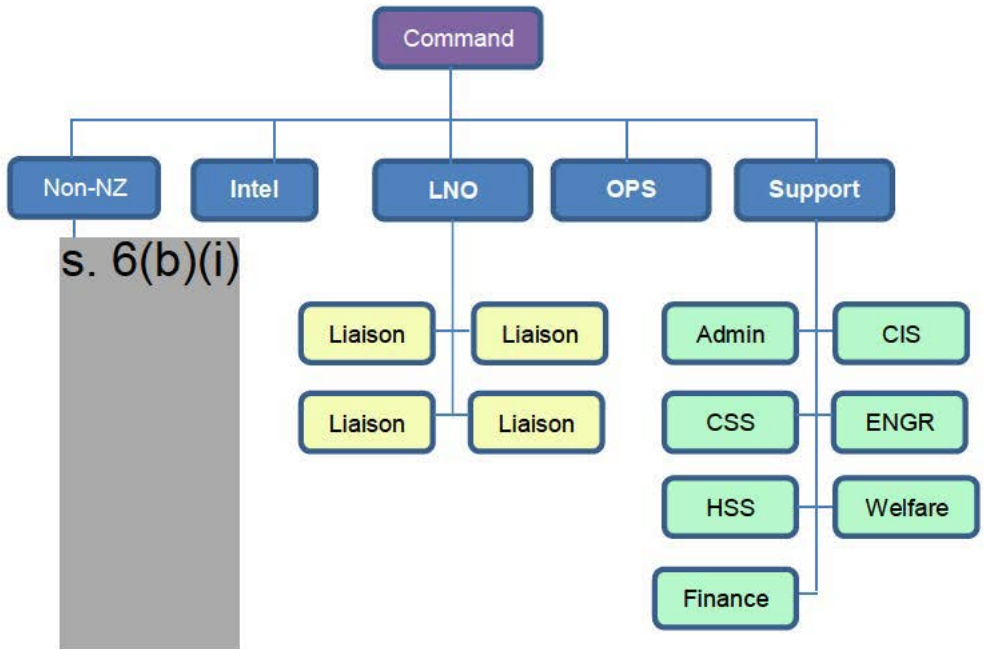 Command
Non-NZ
Intel
LNO
OPS
Support
s. 6(b)(i)
Liaison
Liaison
Admin
CIS
Liaison
Liaison
CSS
ENGR
HSS
Welfare
Finance